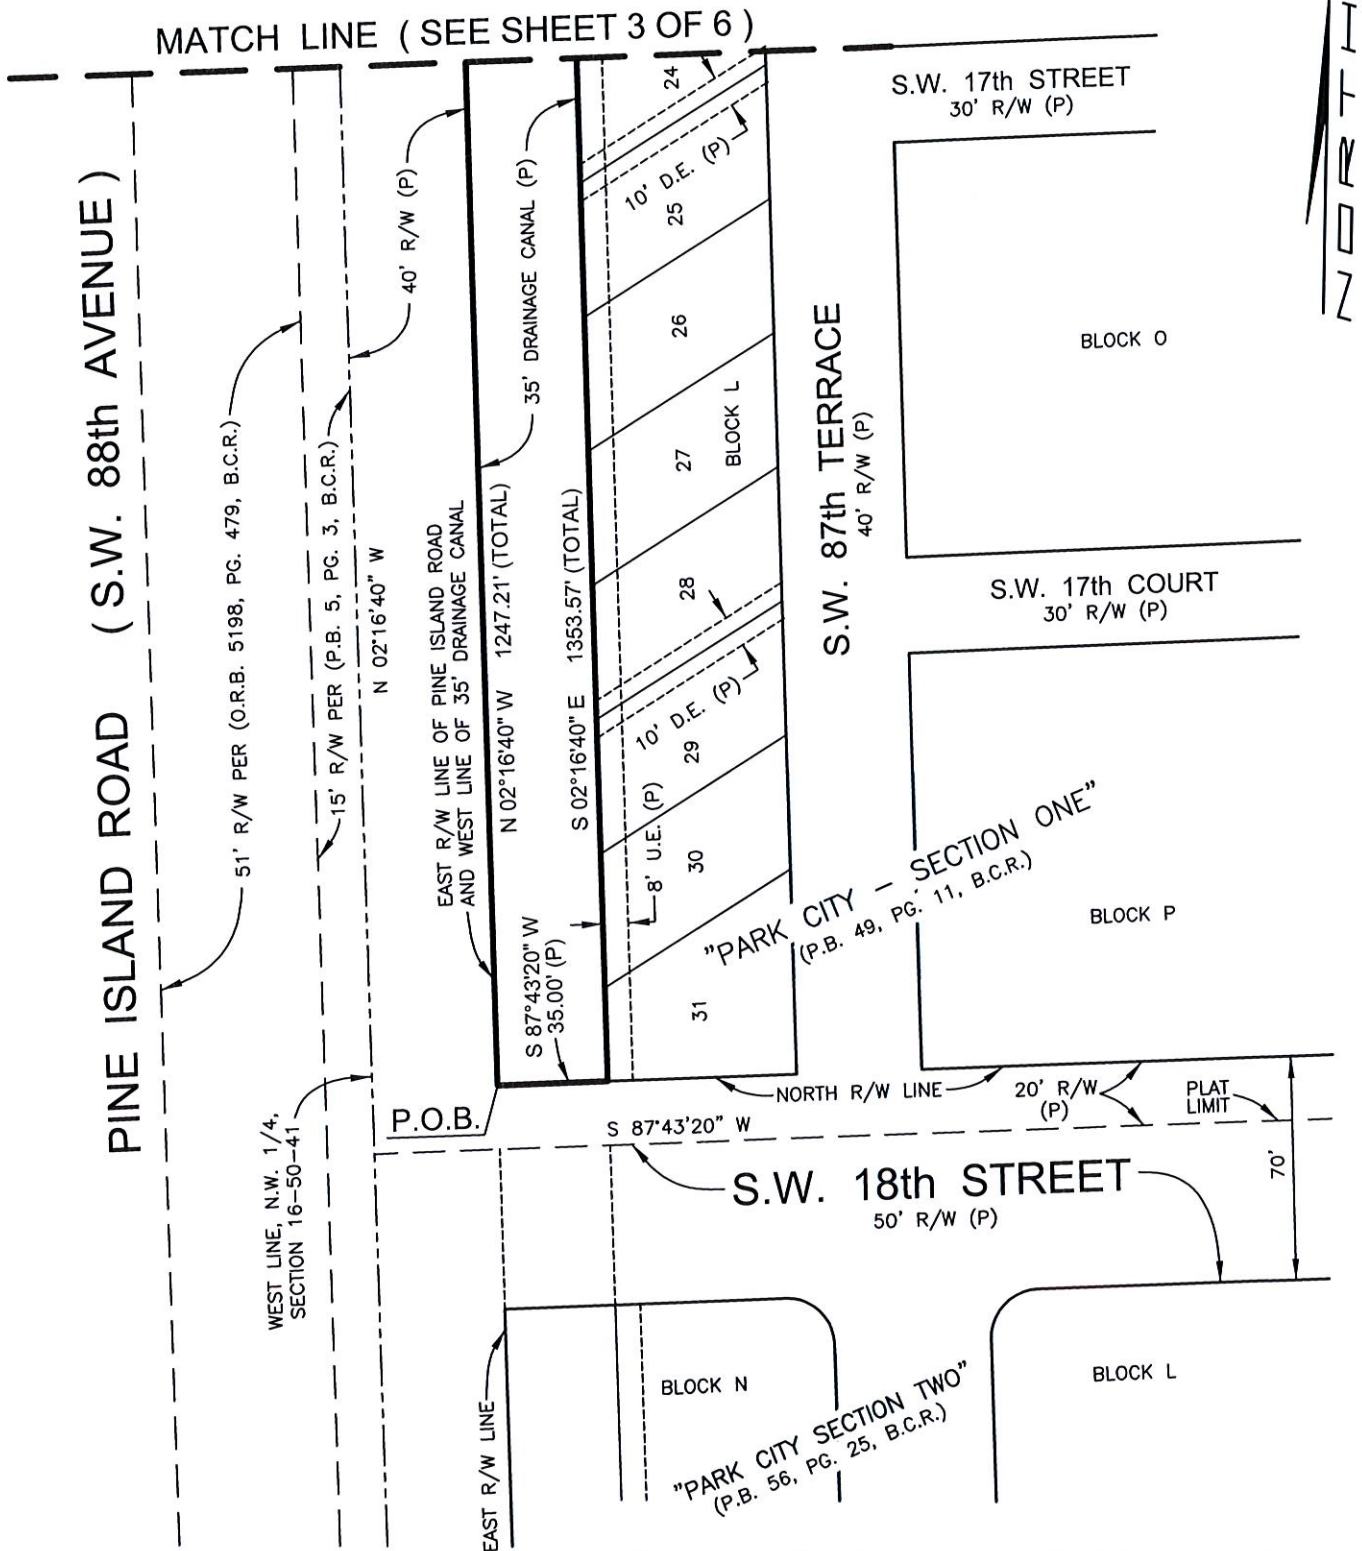 MATCH LINE ( SEE SHEET 3 OF 6 )
NORTH
S.W. 17th STREET
30' R/W (P)
24
10' D.E. (P)
25
26
27
BLOCK L
28
10' D.E. (P)
29
30
31
8' U.E. (P)
BLOCK O
40' R/W (P)
35' DRAINAGE CANAL (P)
PINE ISLAND ROAD ( S.W. 88th AVENUE )
51' R/W PER (O.R.B. 5198, PG. 479, B.C.R.)
15' R/W PER (P.B. 5, PG. 3, B.C.R.)
N 02°16'40" W
EAST R/W LINE OF PINE ISLAND ROAD
AND WEST LINE OF 35' DRAINAGE CANAL
N 02°16'40" W 1247.21' (TOTAL)
S 02°16'40" E 1353.57' (TOTAL)
S.W. 87th TERRACE
40' R/W (P)
S.W. 17th COURT
30' R/W (P)
"PARK CITY – SECTION ONE"
(P.B. 49, PG. 11, B.C.R.)
BLOCK P
S 87°43'20" W
35.00' (P)
NORTH R/W LINE
20' R/W
(P)
PLAT
LIMIT
P.O.B.
S 87°43'20" W
WEST LINE, N.W. 1/4,
SECTION 16–50–41
S.W. 18th STREET
50' R/W (P)
70'
EAST R/W LINE
BLOCK N
BLOCK L
"PARK CITY SECTION TWO"
(P.B. 56, PG. 25, B.C.R.)